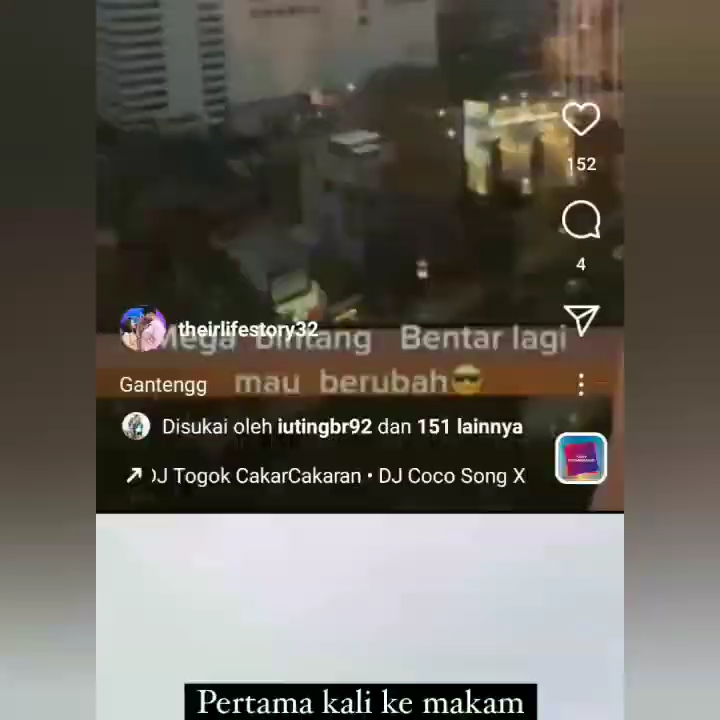 152
4
theirlifestory32
Mega bintang Bentar lagi
mau berubah😎
Gantengg
Disukai oleh iutingbr92 dan 151 lainnya
DJ Togok CakarCakaran • DJ Coco Song X
Pertama kali ke makam